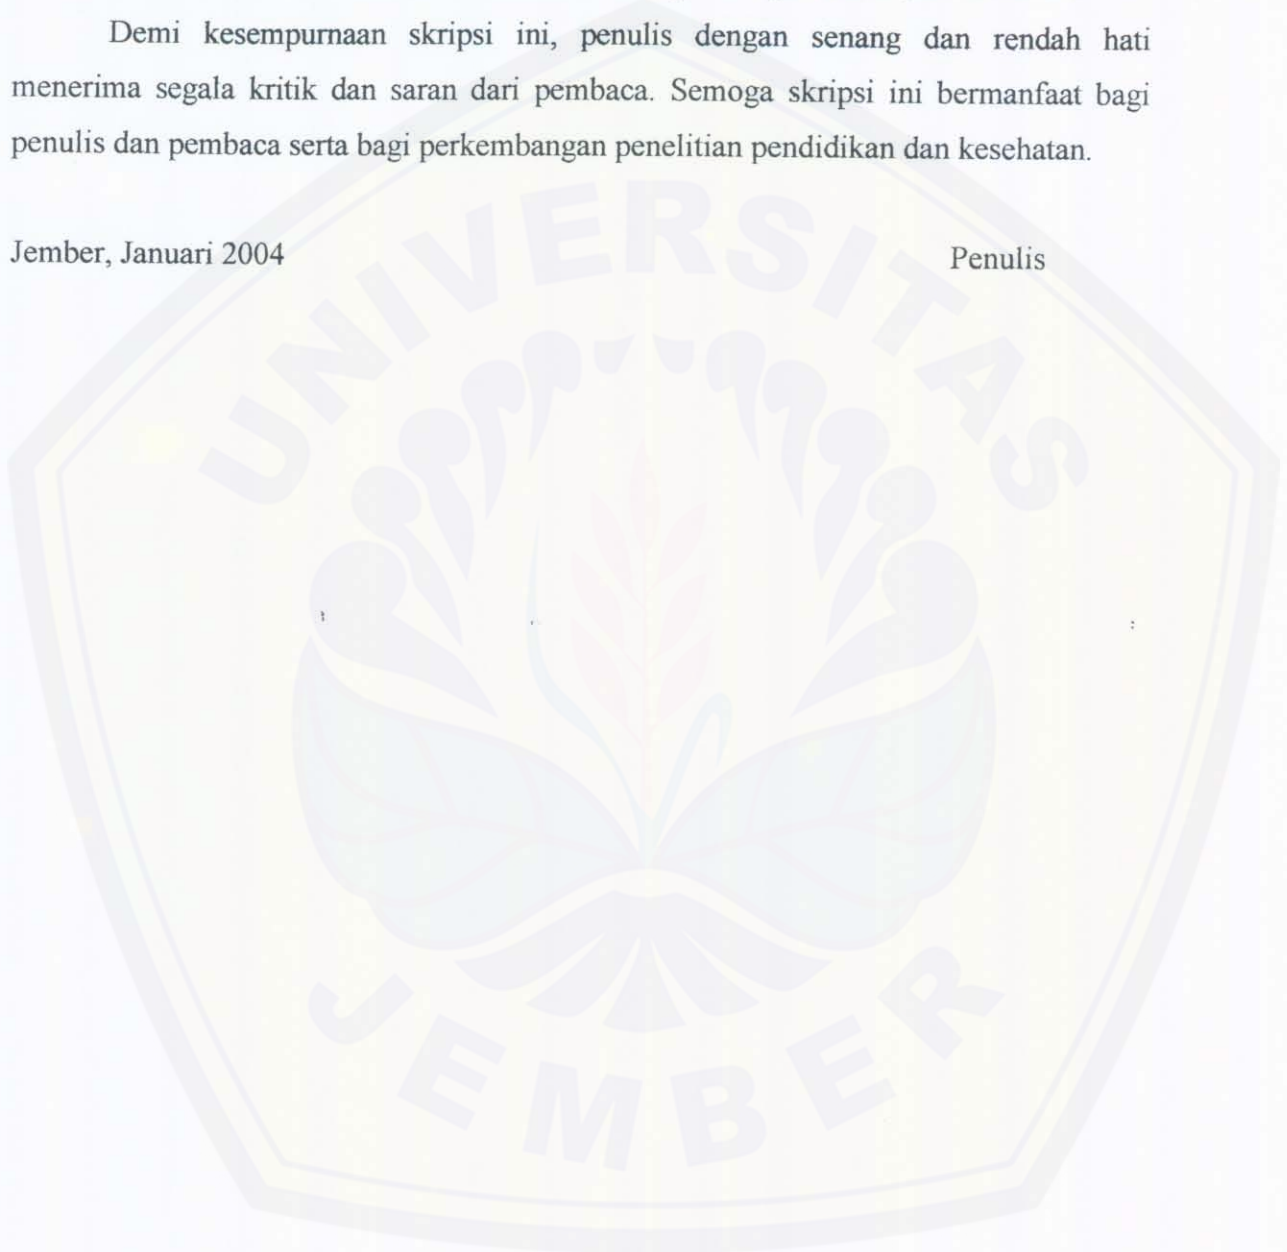 Demi kesempurnaan skripsi ini, penulis dengan senang dan rendah hati
menerima segala kritik dan saran dari pembaca. Semoga skripsi ini bermanfaat bagi
penulis dan pembaca serta bagi perkembangan penelitian pendidikan dan kesehatan.
Jember, Januari 2004 Penulis
UNIVERSITAS
JEMBER